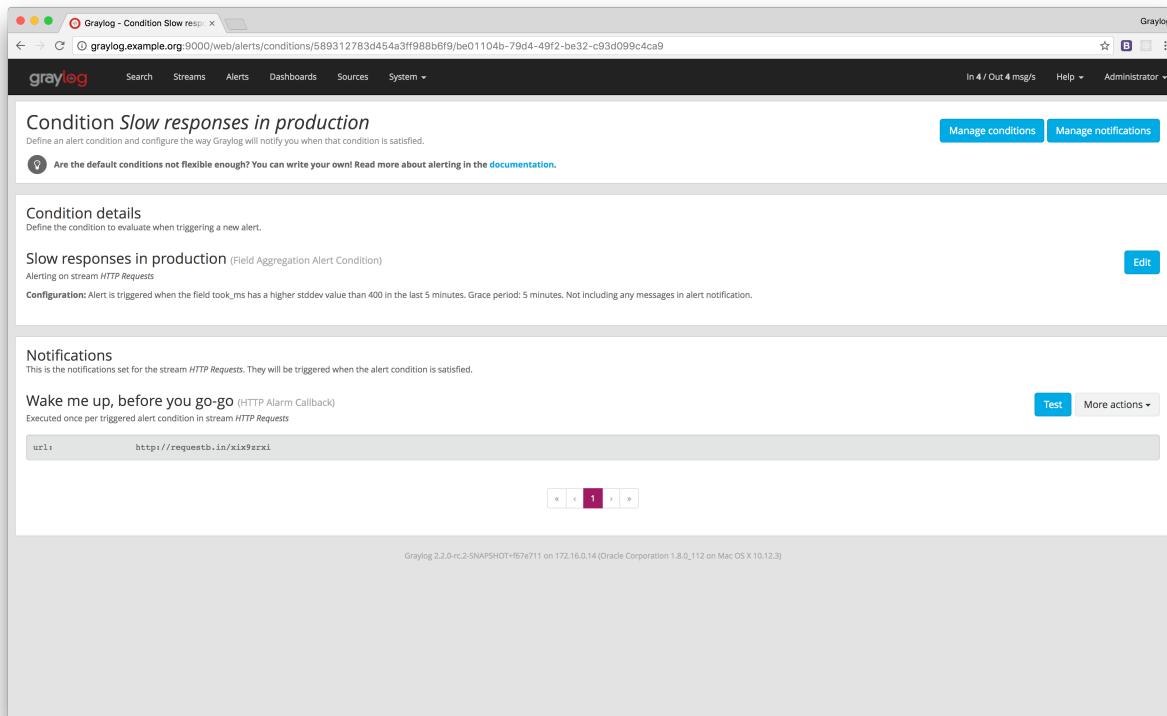 Graylog - Condition Slow resp
Graylog
graylog.example.org:9000/web/alerts/conditions/589312783d454a3ff988b6f9/be01104b-79d4-49f2-be32-c93d099c4ca9
graylog Search Streams Alerts Dashboards Sources System In 4 / Out 4 msg/s Help Administrator
Condition Slow responses in production
Manage conditions Manage notifications
Define an alert condition and configure the way Graylog will notify you when that condition is satisfied.
Are the default conditions not flexible enough? You can write your own! Read more about alerting in the documentation.
Condition details
Define the condition to evaluate when triggering a new alert.
Slow responses in production (Field Aggregation Alert Condition)
Edit
Alerting on stream HTTP Requests
Configuration: Alert is triggered when the field took_ms has a higher stddev value than 400 in the last 5 minutes. Grace period: 5 minutes. Not including any messages in alert notification.
Notifications
This is the notifications set for the stream HTTP Requests. They will be triggered when the alert condition is satisfied.
Wake me up, before you go-go (HTTP Alarm Callback)
Test More actions
Executed once per triggered alert condition in stream HTTP Requests
url: http://requestb.in/xix9zrxi
« ‹ 1 › »
Graylog 2.2.0-rc.2-SNAPSHOT+f67e711 on 172.16.0.14 (Oracle Corporation 1.8.0_112 on Mac OS X 10.12.3)